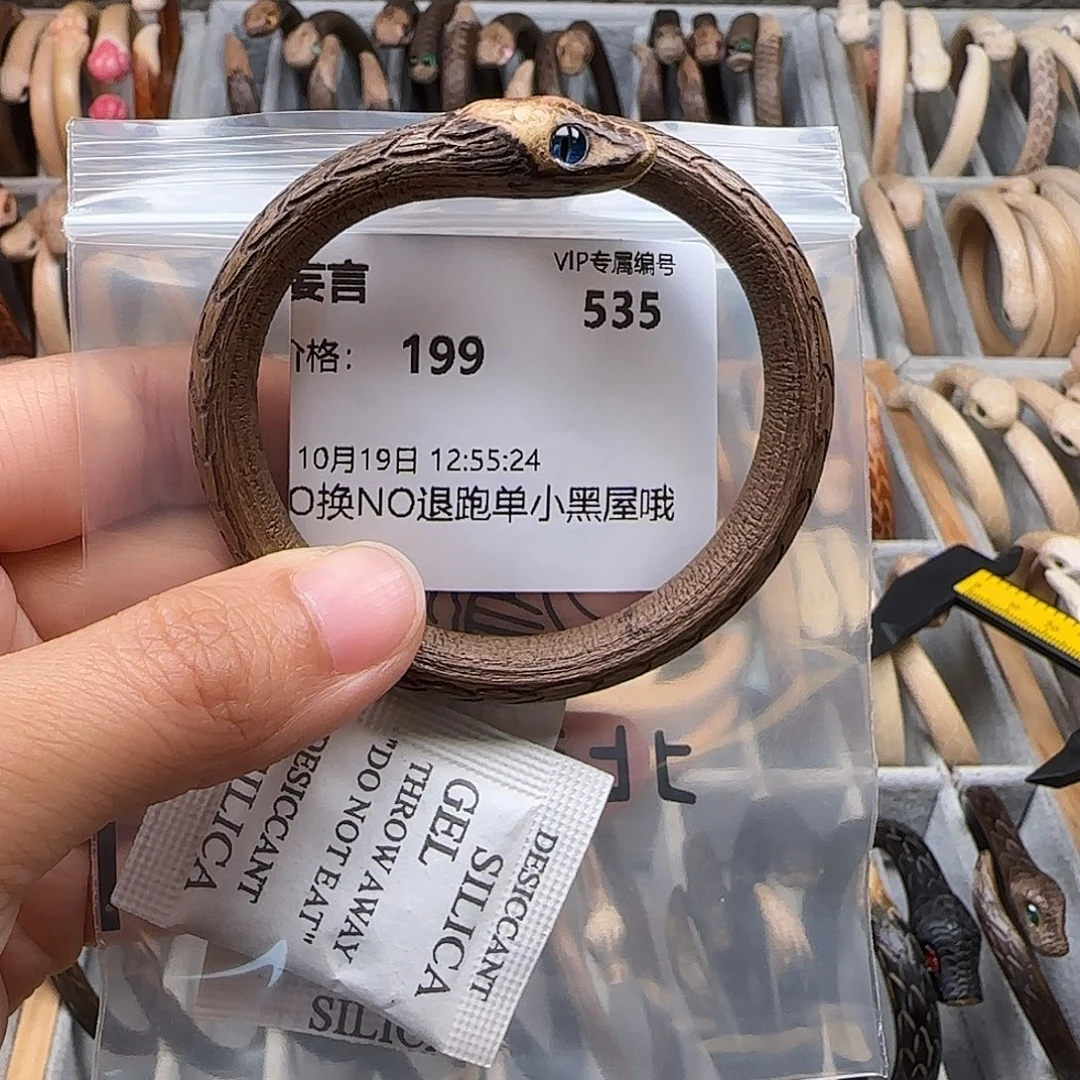 妄言
VIP专属编号
535
价格： 199
10月19日 12:55:24
O换NO退跑单小黑屋哦
DESICCANT
SILICA
GEL
THROW AWAY
"DO NOT EAT"
DESICCANT
SILICA
SILIC